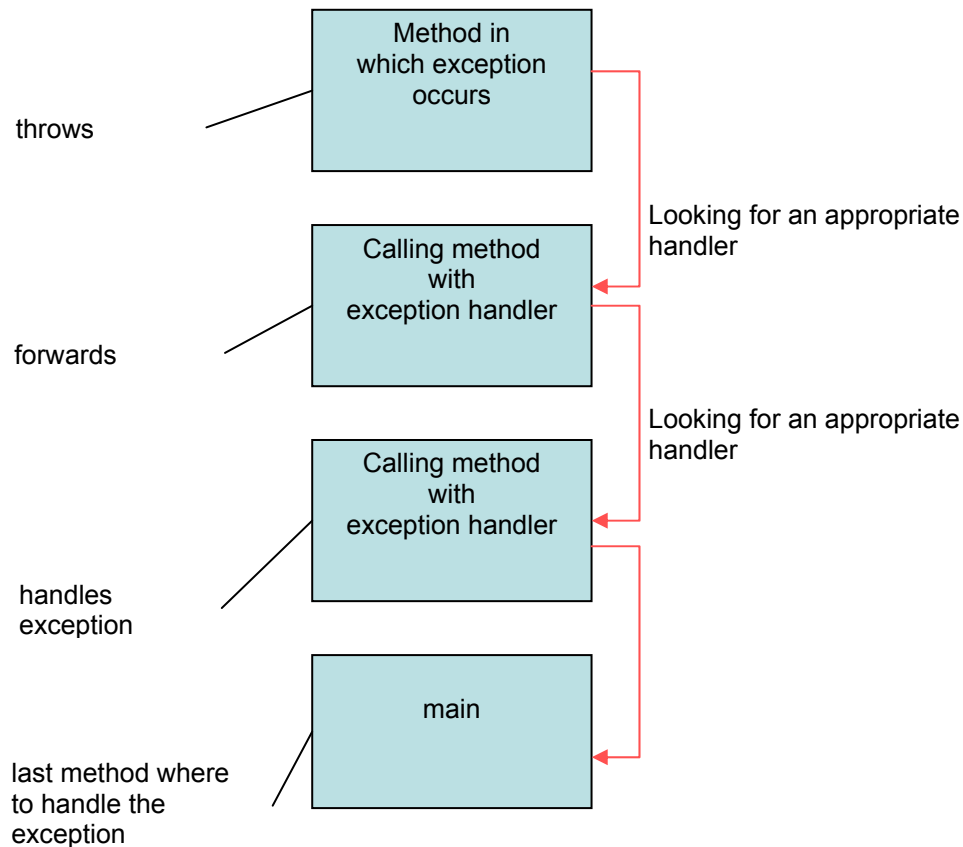 Method in
which exception
occurs
throws
Looking for an appropriate
handler
Calling method
with
exception handler
forwards
Looking for an appropriate
handler
Calling method
with
exception handler
handles
exception
main
last method where
to handle the
exception